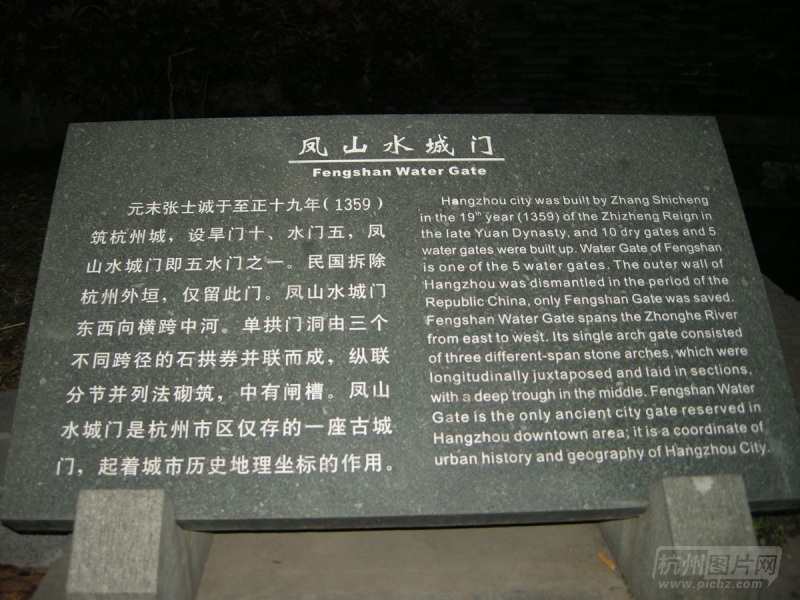 凤山水城门
Fengshan Water Gate
元末张士诚于至正十九年（1359）
筑杭州城，设旱门十、水门五，凤
山水城门即五水门之一。民国拆除
杭州外垣，仅留此门。凤山水城门
东西向横跨中河。单拱门洞由三个
不同跨径的石拱券并联而成，纵联
分节并列法砌筑，中有闸槽。凤山
水城门是杭州市区仅存的一座古城
门，起着城市历史地理坐标的作用。
Hangzhou city was built by Zhang Shicheng
in the 19th year (1359) of the Zhizheng Reign in
the late Yuan Dynasty, and 10 dry gates and 5
water gates were built up. Water Gate of Fengshan
is one of the 5 water gates. The outer wall of
Hangzhou was dismantled in the period of the
Republic China, only Fengshan Gate was saved.
Fengshan Water Gate spans the Zhonghe River
from east to west. Its single arch gate consisted
of three different-span stone arches, which were
longitudinally juxtaposed and laid in sections,
with a deep trough in the middle. Fengshan Water
Gate is the only ancient city gate reserved in
Hangzhou downtown area; it is a coordinate of
urban history and geography of Hangzhou City.
杭州图片网
www.pichz.com